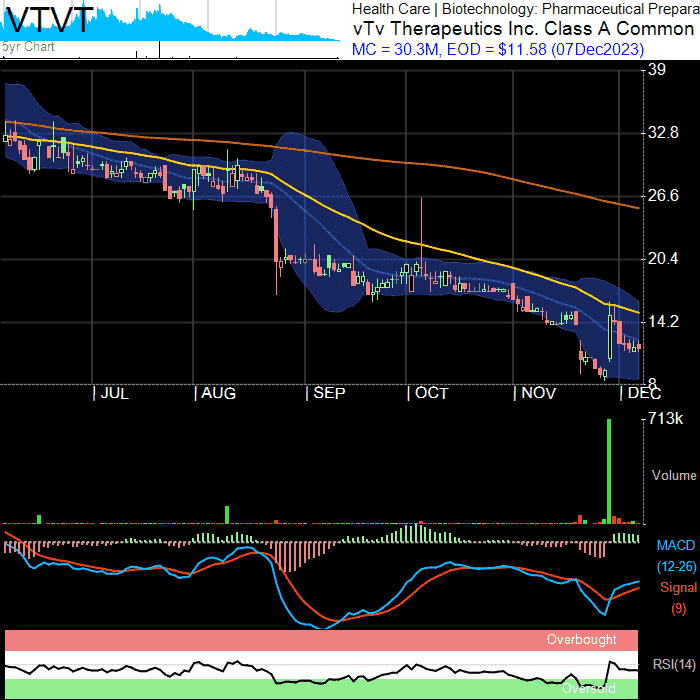 VTVT
5yr Chart
Health Care | Biotechnology: Pharmaceutical Prepara
vTv Therapeutics Inc. Class A Common
MC = 30.3M, EOD = $11.58 (07Dec2023)
39
32.8
26.6
20.4
14.2
8
| JUL | AUG | SEP | OCT | NOV | DEC
713k
Volume
MACD
(12-26)
Signal
(9)
Overbought
RSI(14)
Oversold